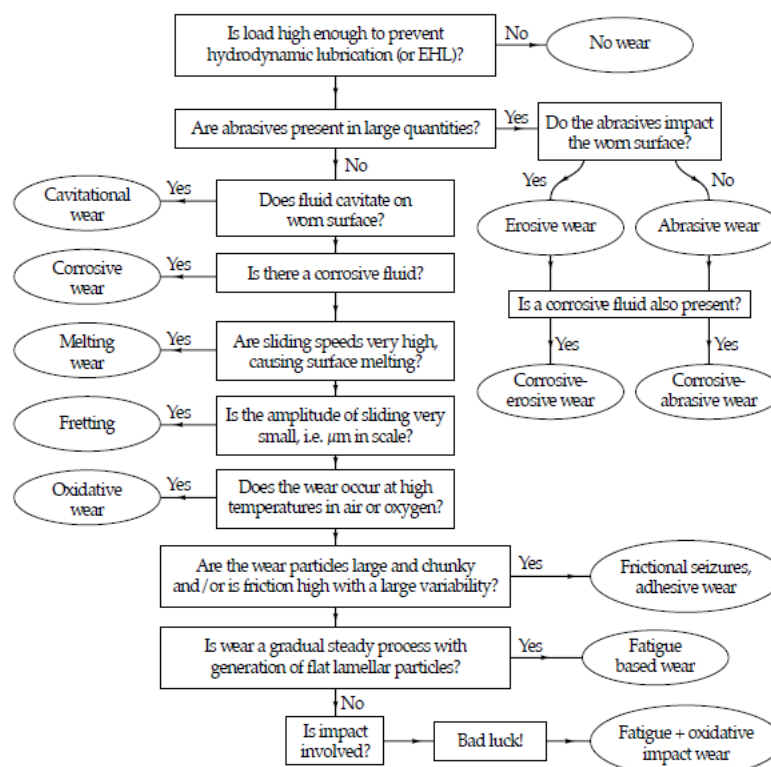 Is load high enough to prevent
hydrodynamic lubrication (or EHL)?
No
No wear
Are abrasives present in large quantities?
Yes
Do the abrasives impact
the worn surface?
No
Yes
No
Cavitational
wear
Yes
Does fluid cavitate on
worn surface?
Erosive wear
Abrasive wear
Corrosive
wear
Yes
Is there a corrosive fluid?
Is a corrosive fluid also present?
Melting
wear
Yes
Are sliding speeds very high,
causing surface melting?
Yes
Yes
Corrosive-
erosive wear
Corrosive-
abrasive wear
Fretting
Yes
Is the amplitude of sliding very
small, i.e. μm in scale?
Oxidative
wear
Yes
Does the wear occur at high
temperatures in air or oxygen?
Are the wear particles large and chunky
and/or is friction high with a large variability?
Yes
Frictional seizures,
adhesive wear
Is wear a gradual steady process with
generation of flat lamellar particles?
Yes
Fatigue
based wear
No
Is impact
involved?
Bad luck!
Fatigue + oxidative
impact wear